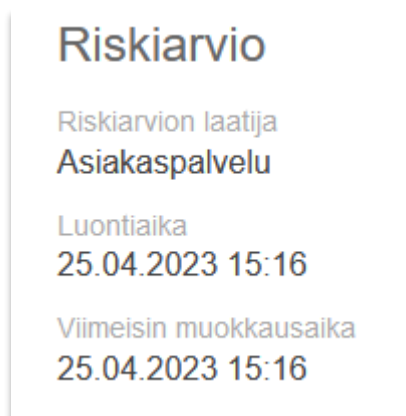 Riskiarvio
Riskiarvion laatija
Asiakaspalvelu
Luontiaika
25.04.2023 15:16
Viimeisin muokkausaika
25.04.2023 15:16